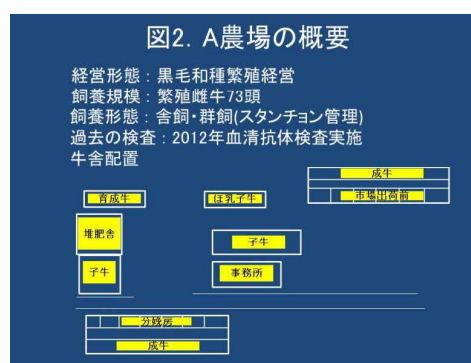 図2. A農場の概要
経営形態：黒毛和種繁殖経営
飼養規模：繁殖雌牛73頭
飼養形態：舎飼・群飼(スタンチョン管理)
過去の検査：2012年血清抗体検査実施
牛舎配置
成牛
市場出荷前
育成牛
ほ乳子牛
堆肥舎
子牛
子牛
事務所
分娩房
成牛